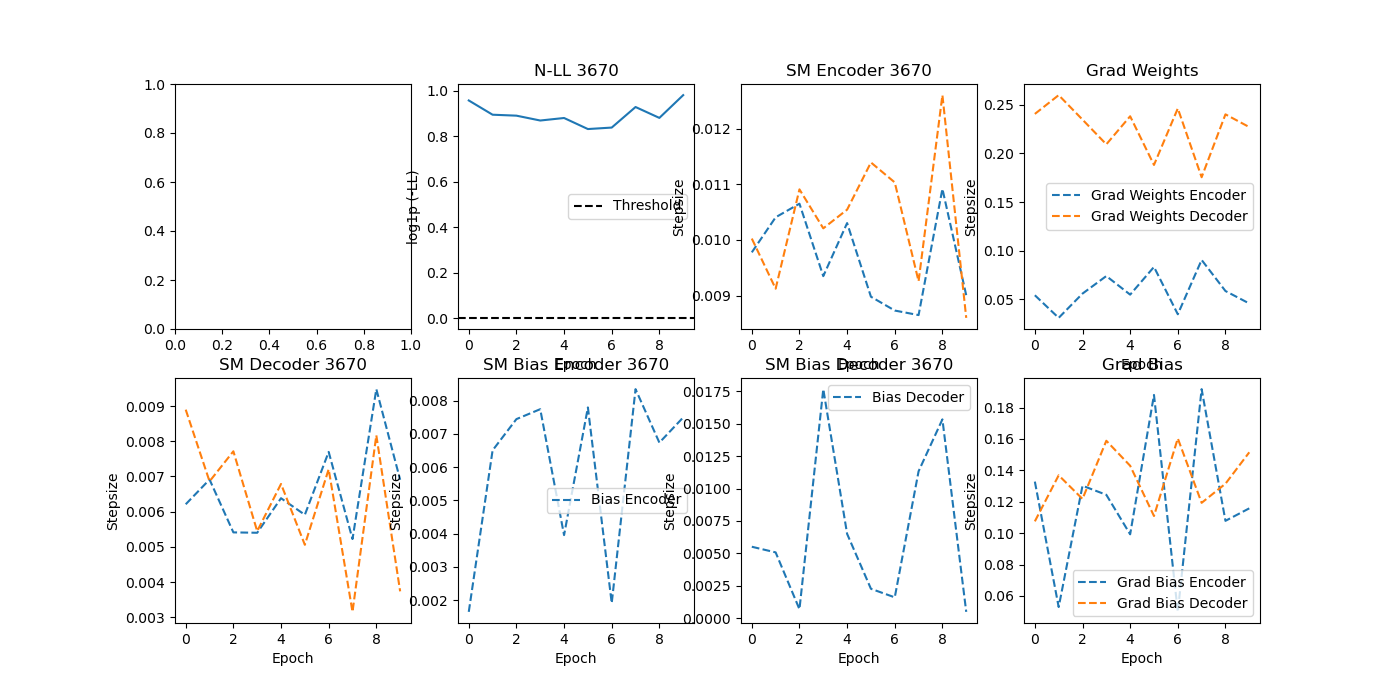 N-LL 3670
SM Encoder 3670
Grad Weights
1.0
0.8
0.6
0.4
0.2
0.0
0.0 0.2 0.4 0.6 0.8 1.0
log1p (-LL)
1.0
0.8
0.6
0.4
0.2
0.0
Threshold
0 2 4 6 8
Epoch
Stepsize
0.012
0.011
0.010
0.009
0 2 4 6 8
Epoch
Stepsize
0.25
0.20
0.15
0.10
0.05
Grad Weights Encoder
Grad Weights Decoder
0 2 4 6 8
Epoch
SM Decoder 3670
SM Bias Encoder 3670
SM Bias Decoder 3670
Grad Bias
Stepsize
0.009
0.008
0.007
0.006
0.005
0.004
0.003
0 2 4 6 8
Epoch
Stepsize
0.008
0.007
0.006
0.005
0.004
0.003
0.002
Bias Encoder
0 2 4 6 8
Epoch
Stepsize
0.0175
0.0150
0.0125
0.0100
0.0075
0.0050
0.0025
0.0000
Bias Decoder
0 2 4 6 8
Epoch
Stepsize
0.18
0.16
0.14
0.12
0.10
0.08
0.06
Grad Bias Encoder
Grad Bias Decoder
0 2 4 6 8
Epoch